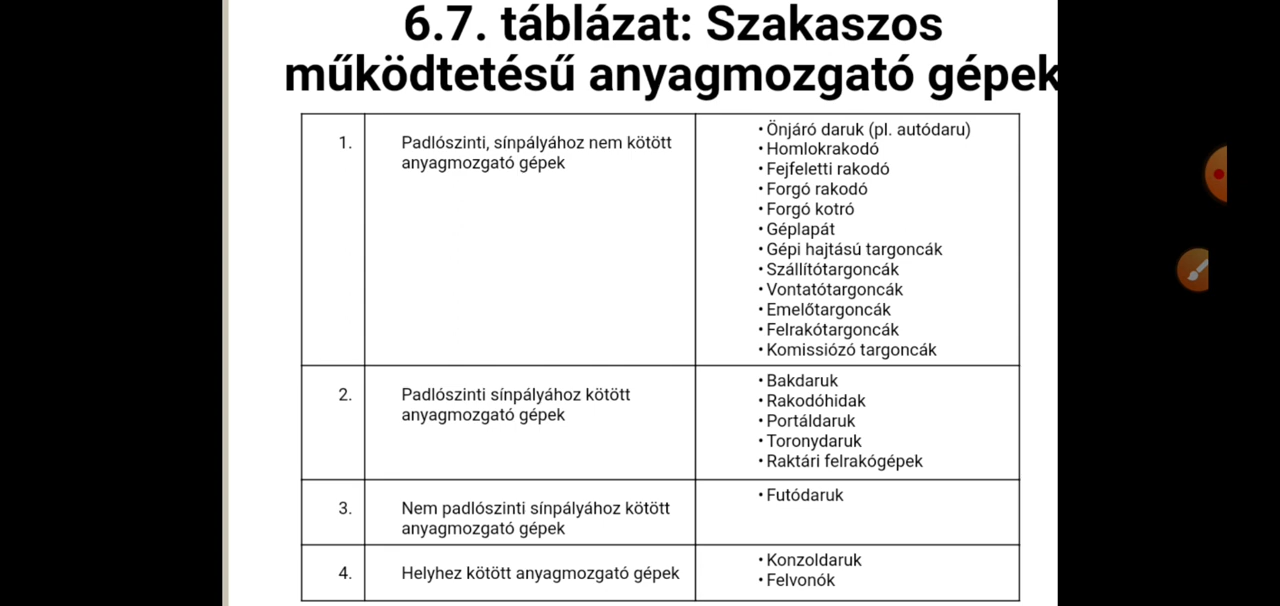 6.7. táblázat: Szakaszos
működtetésű anyagmozgató gépek
1.
Padlószinti, sínpályához nem kötött
anyagmozgató gépek
• Önjáró daruk (pl. autódaru)
• Homlokrakodó
• Fejfeletti rakodó
• Forgó rakodó
• Forgó kotró
• Géplapát
• Gépi hajtású targoncák
• Szállítótargoncák
• Vontatótargoncák
• Emelőtargoncák
• Felrakótargoncák
• Komissiózó targoncák
2.
Padlószinti sínpályához kötött
anyagmozgató gépek
• Bakdaruk
• Rakodóhidak
• Portáldaruk
• Toronydaruk
• Raktári felrakógépek
3.
Nem padlószinti sínpályához kötött
anyagmozgató gépek
• Futódaruk
4.
Helyhez kötött anyagmozgató gépek
• Konzoldaruk
• Felvonók